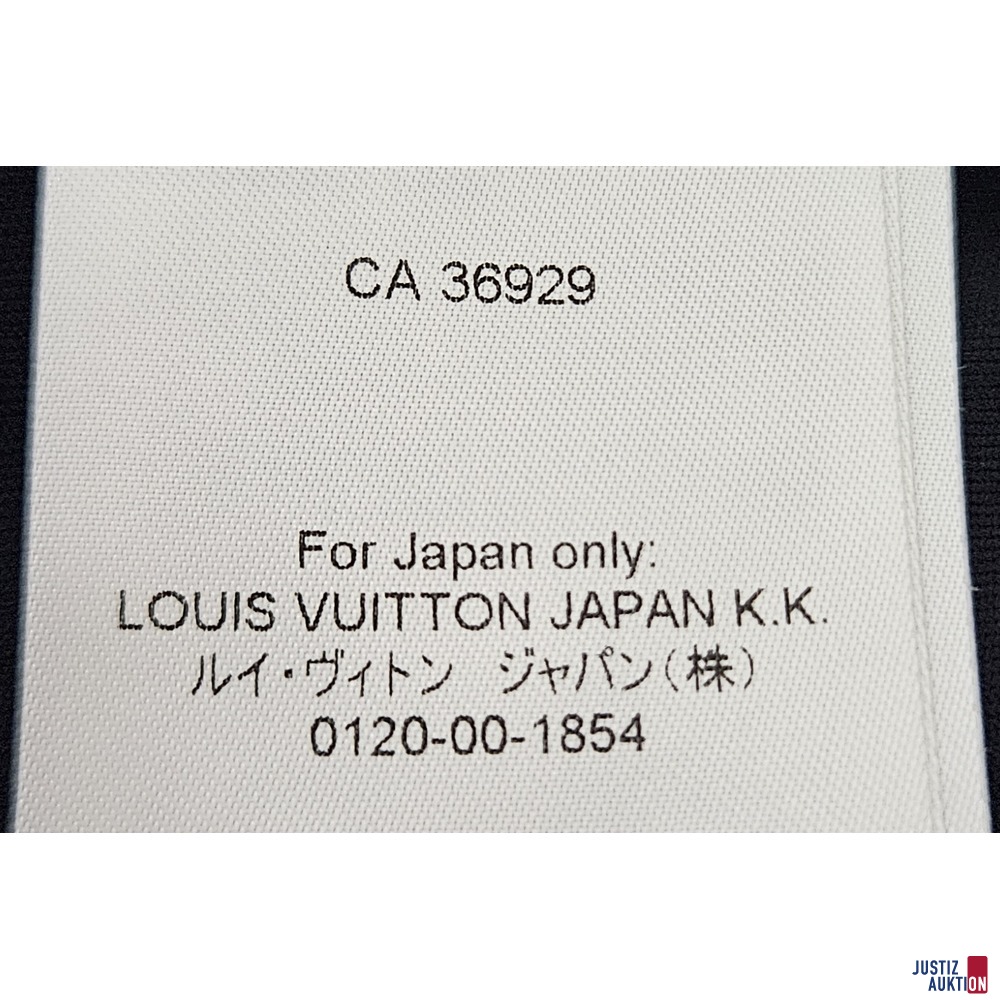 CA 36929
For Japan only:
LOUIS VUITTON JAPAN K.K.
ルイ・ヴィトン　ジャパン(株)
0120-00-1854
JUSTIZ
AUKTION